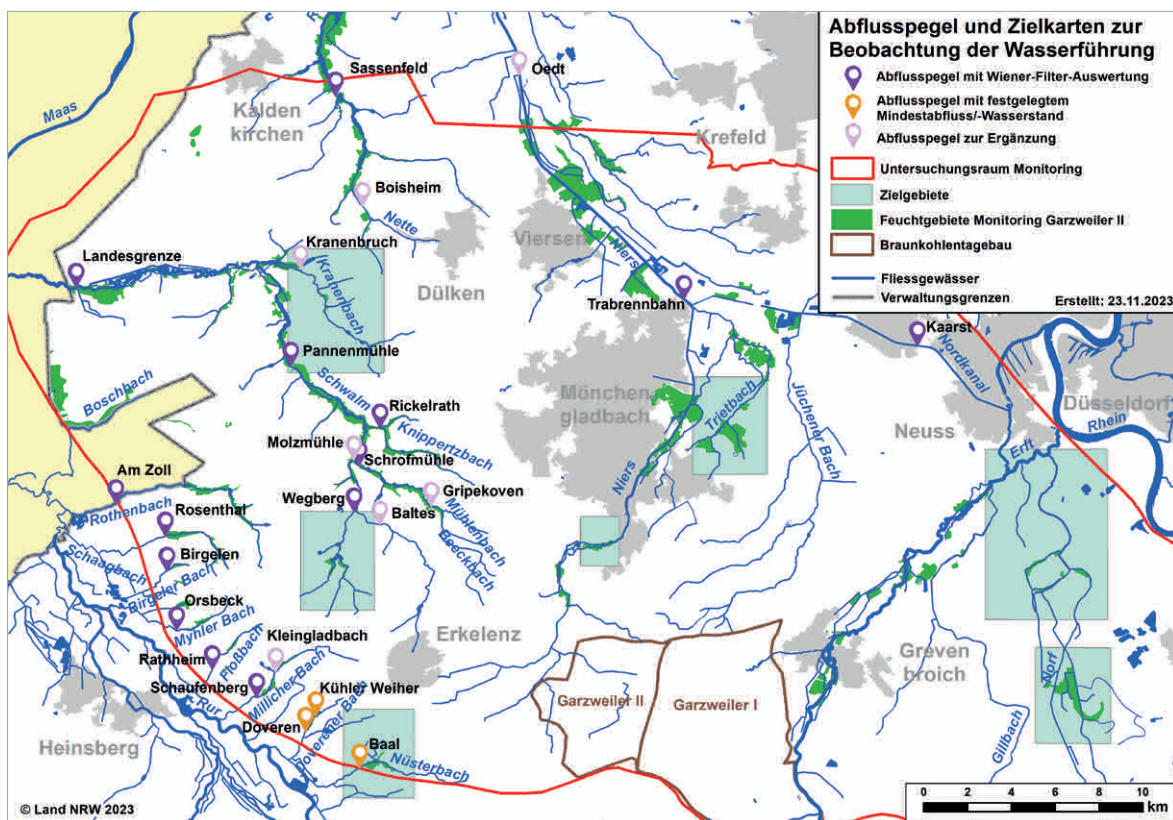 Abflusspegel und Zielkarten zur
Beobachtung der Wasserführung
Abflusspegel mit Wiener-Filter-Auswertung
Abflusspegel mit festgelegtem
Mindestabfluss/-Wasserstand
Abflusspegel zur Ergänzung
Untersuchungsraum Monitoring
Zielgebiete
Feuchtgebiete Monitoring Garzweiler II
Braunkohlentagebau
Fliessgewässer
Verwaltungsgrenzen
Erstellt; 23.11.2023
Maas
Sassenfeld
Kalden
kirchen
Oedt
Krefeld
Boisheim
Nette
Viersen
Niers
Landesgrenze
Kranenbruch
Kranenbach
Dülken
Trabrennbahn
Kaarst
Nordkanal
Pannenmühle
Schwalm
Boschbach
Rickelrath
Knippertzbach
Mönchen
gladbach
Trietbach
Jüchener Bach
Neuss
Düsseldorf
Rhein
Erft
Molzmühle
Schrofmühle
Am Zoll
Rothenbach
Rosenthal
Wegberg
Baltes
Gripekoven
Mühlenbach
Beeckbach
Niers
Schaagbach
Birgelen
Birgeler Bach
Orsbeck
Myhler Bach
Kleingladbach
Rathheim
Floßbach
Schaufenberg
Millicher Bach
Kühler Weiher
Erkelenz
Greven
broich
Garzweiler II
Garzweiler I
Norf
Gillbach
Rur
Doveren
Doverener Bach
Heinsberg
Baal
Nüsterbach
© Land NRW 2023
0 2 4 6 8 10
km